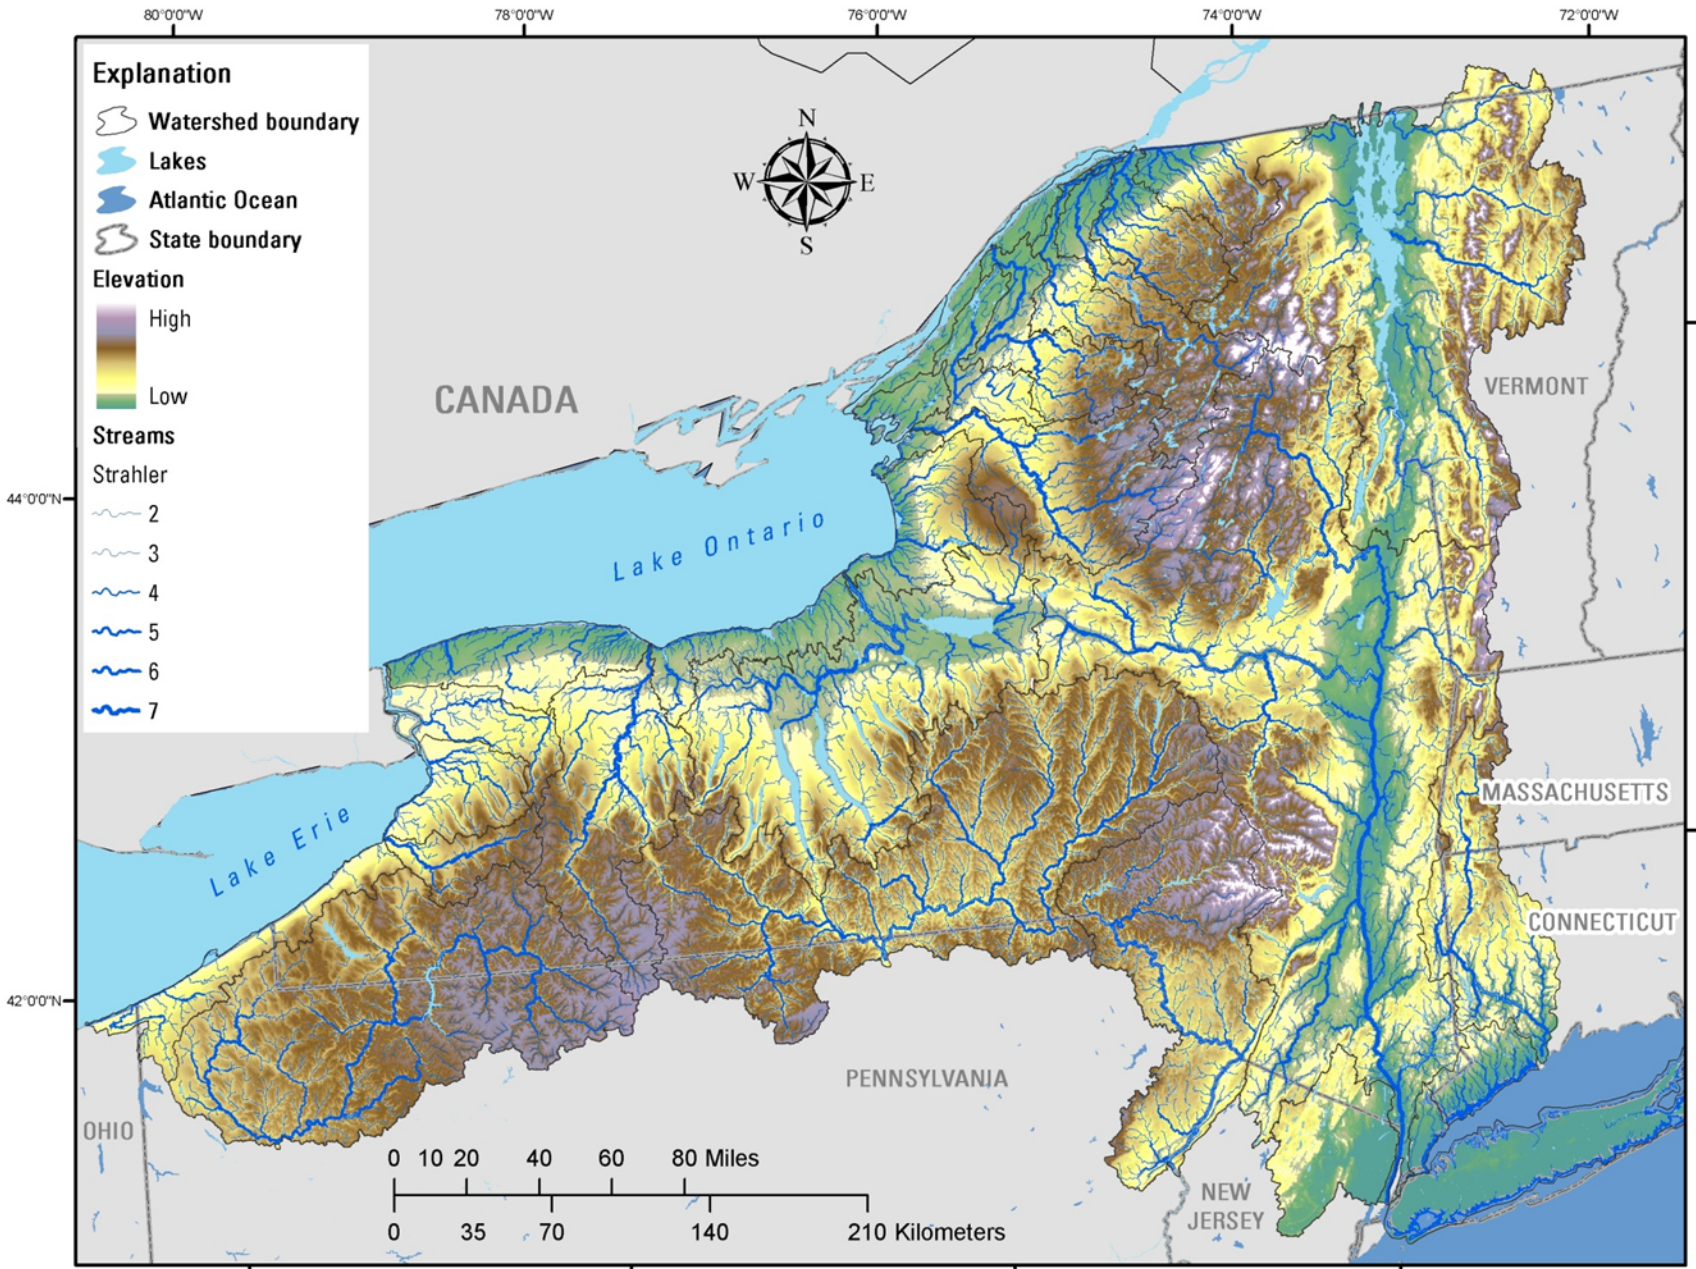 80°0'0"W
78°0'0"W
76°0'0"W
74°0'0"W
72°0'0"W
Explanation
Watershed boundary
Lakes
Atlantic Ocean
State boundary
Elevation
High
Low
Streams
Strahler
2
3
4
5
6
7
N
W
E
S
CANADA
VERMONT
44°0'0"N
Lake Ontario
MASSACHUSETTS
Lake Erie
CONNECTICUT
42°0'0"N
PENNSYLVANIA
OHIO
NEW
JERSEY
0 10 20 40 60 80 Miles
0 35 70 140 210 Kilometers